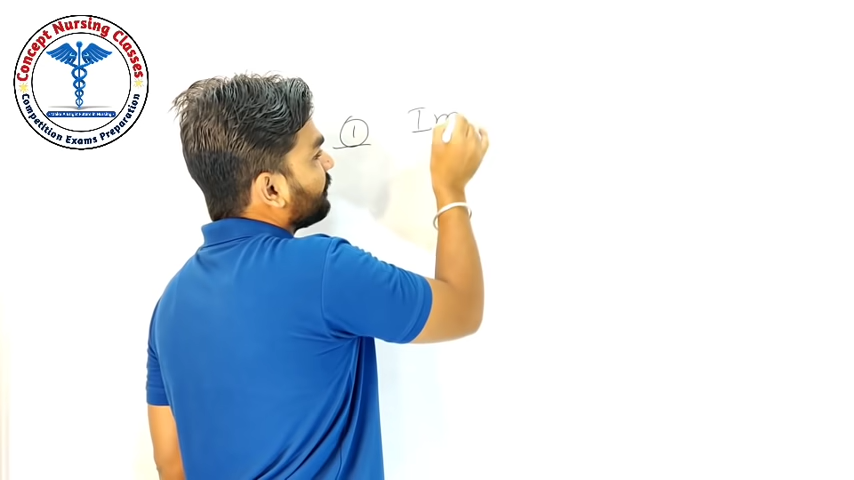 Concept Nursing Classes
Competition Exams Preparation
①
Im